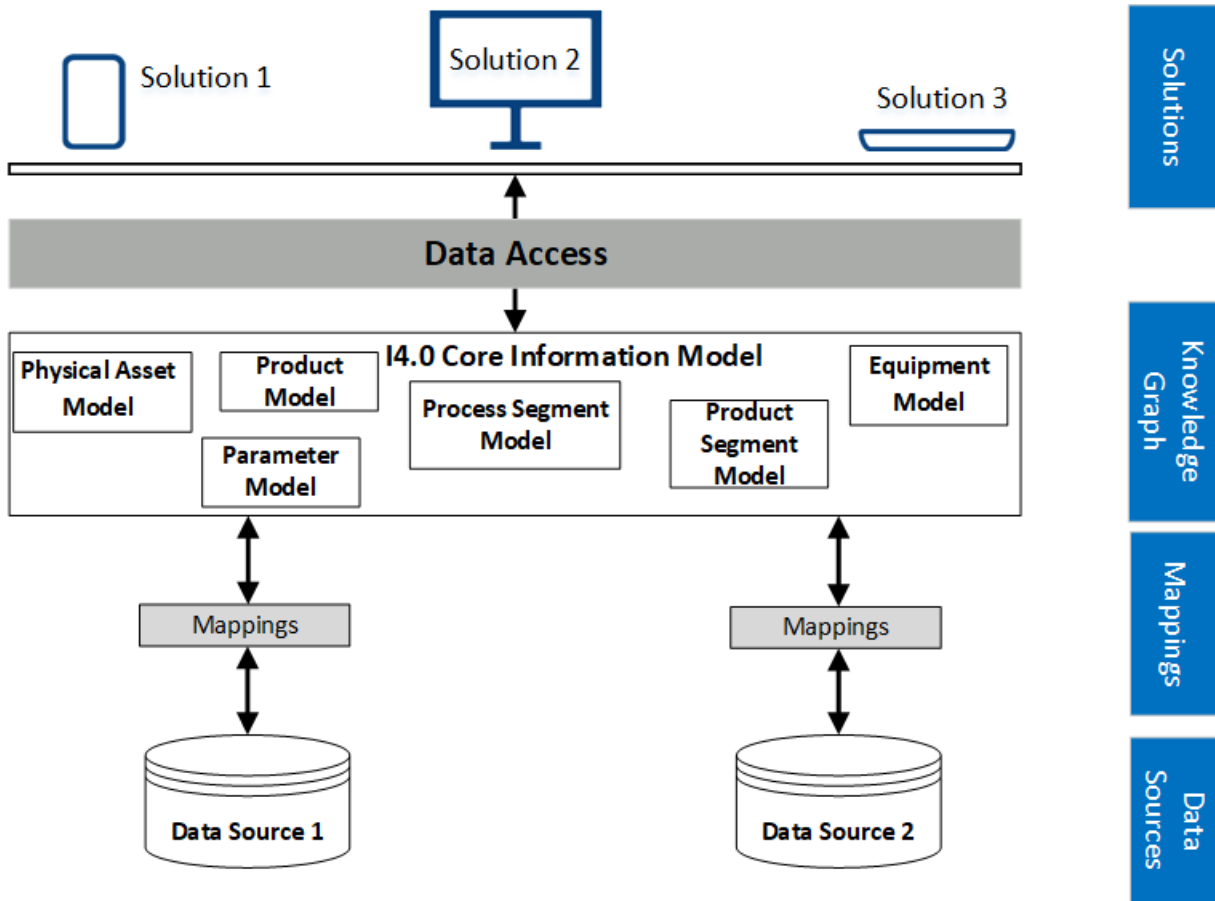 Solution 1
Solution 2
Solution 3
Solutions
Data Access
I4.0 Core Information Model
Physical Asset
Model
Product
Model
Parameter
Model
Process Segment
Model
Product
Segment
Model
Equipment
Model
Knowledge
Graph
Mappings
Mappings
Mappings
Data Source 1
Data Source 2
Data
Sources